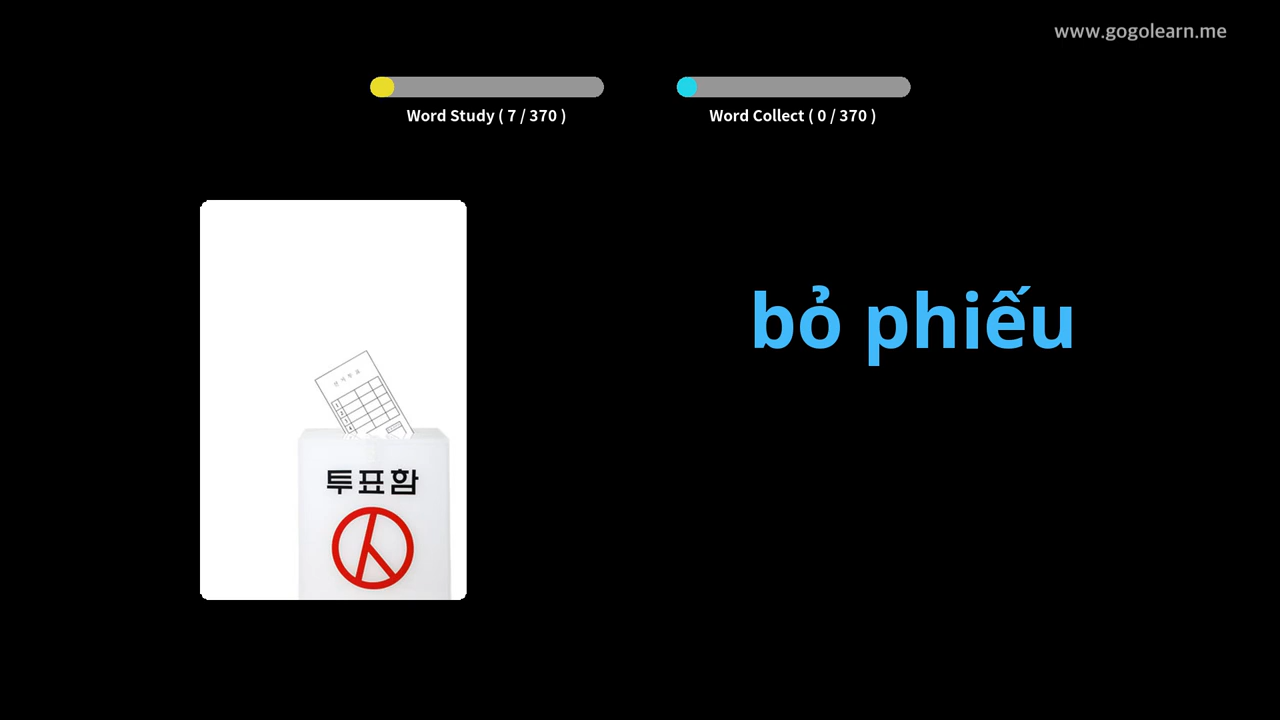 www.gogolearn.me
Word Study ( 7 / 370 )
Word Collect ( 0 / 370 )
bỏ phiếu
투표함